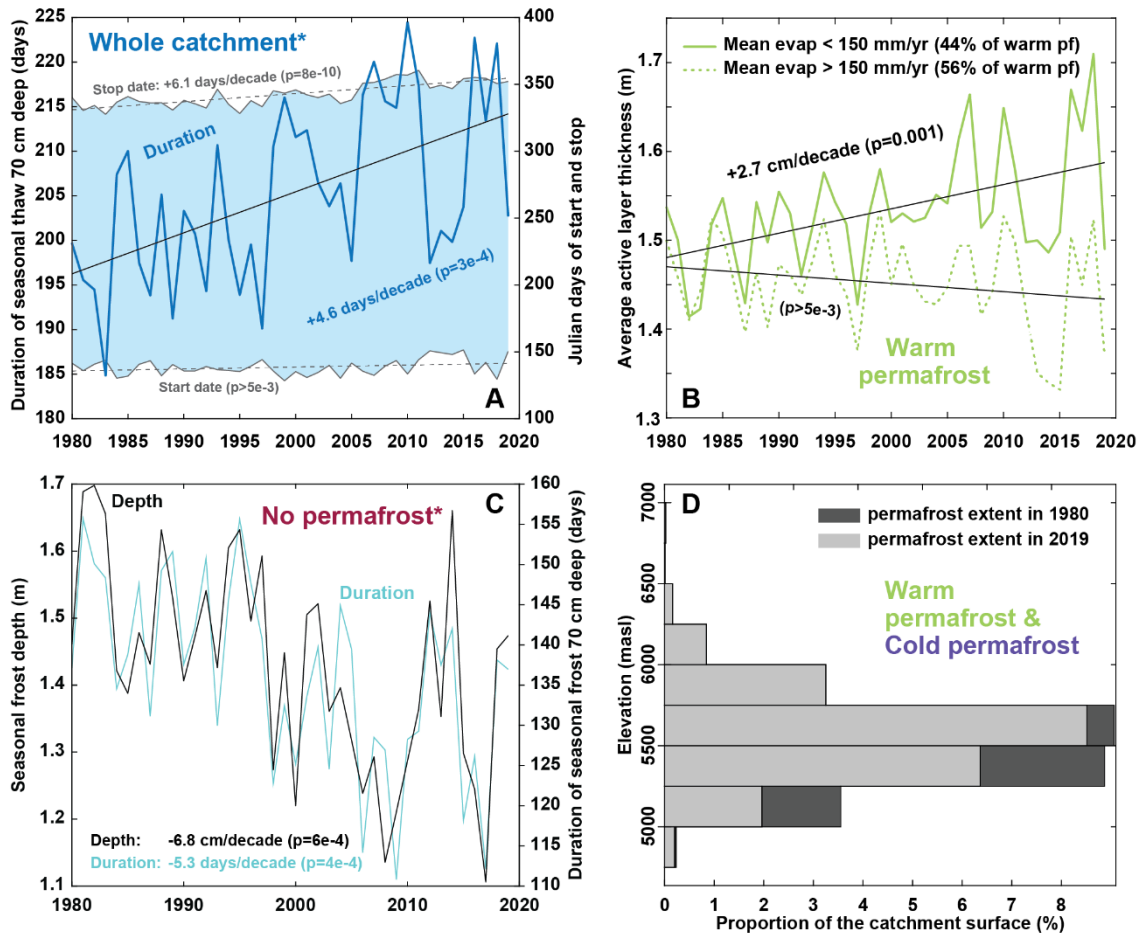 Whole catchment*
Stop date: +6.1 days/decade (p=8e-10)
Duration
+4.6 days/decade (p=3e-4)
Start date (p>5e-3)
A
Duration of seasonal thaw 70 cm deep (days)
225
220
215
210
205
200
195
190
185
180
Julian days of start and stop
400
350
300
250
200
150
100
1980 1985 1990 1995 2000 2005 2010 2015 2020
Mean evap < 150 mm/yr (44% of warm pf)
Mean evap > 150 mm/yr (56% of warm pf)
+2.7 cm/decade (p=0.001)
(p>5e-3)
Warm
permafrost
B
Average active layer thickness (m)
1.7
1.6
1.5
1.4
1.3
1980 1985 1990 1995 2000 2005 2010 2015 2020
Depth
No permafrost*
C
Duration
Depth: -6.8 cm/decade (p=6e-4)
Duration: -5.3 days/decade (p=4e-4)
Seasonal frost depth (m)
1.7
1.6
1.5
1.4
1.3
1.2
1.1
Duration of seasonal frost 70 cm deep (days)
160
155
150
145
140
135
130
125
120
115
110
1980 1990 2000 2010 2020
D
permafrost extent in 1980
permafrost extent in 2019
Warm
permafrost &
Cold permafrost
Elevation (masl)
7000
6500
6000
5500
5000
0 1 2 3 4 5 6 7 8
Proportion of the catchment surface (%)